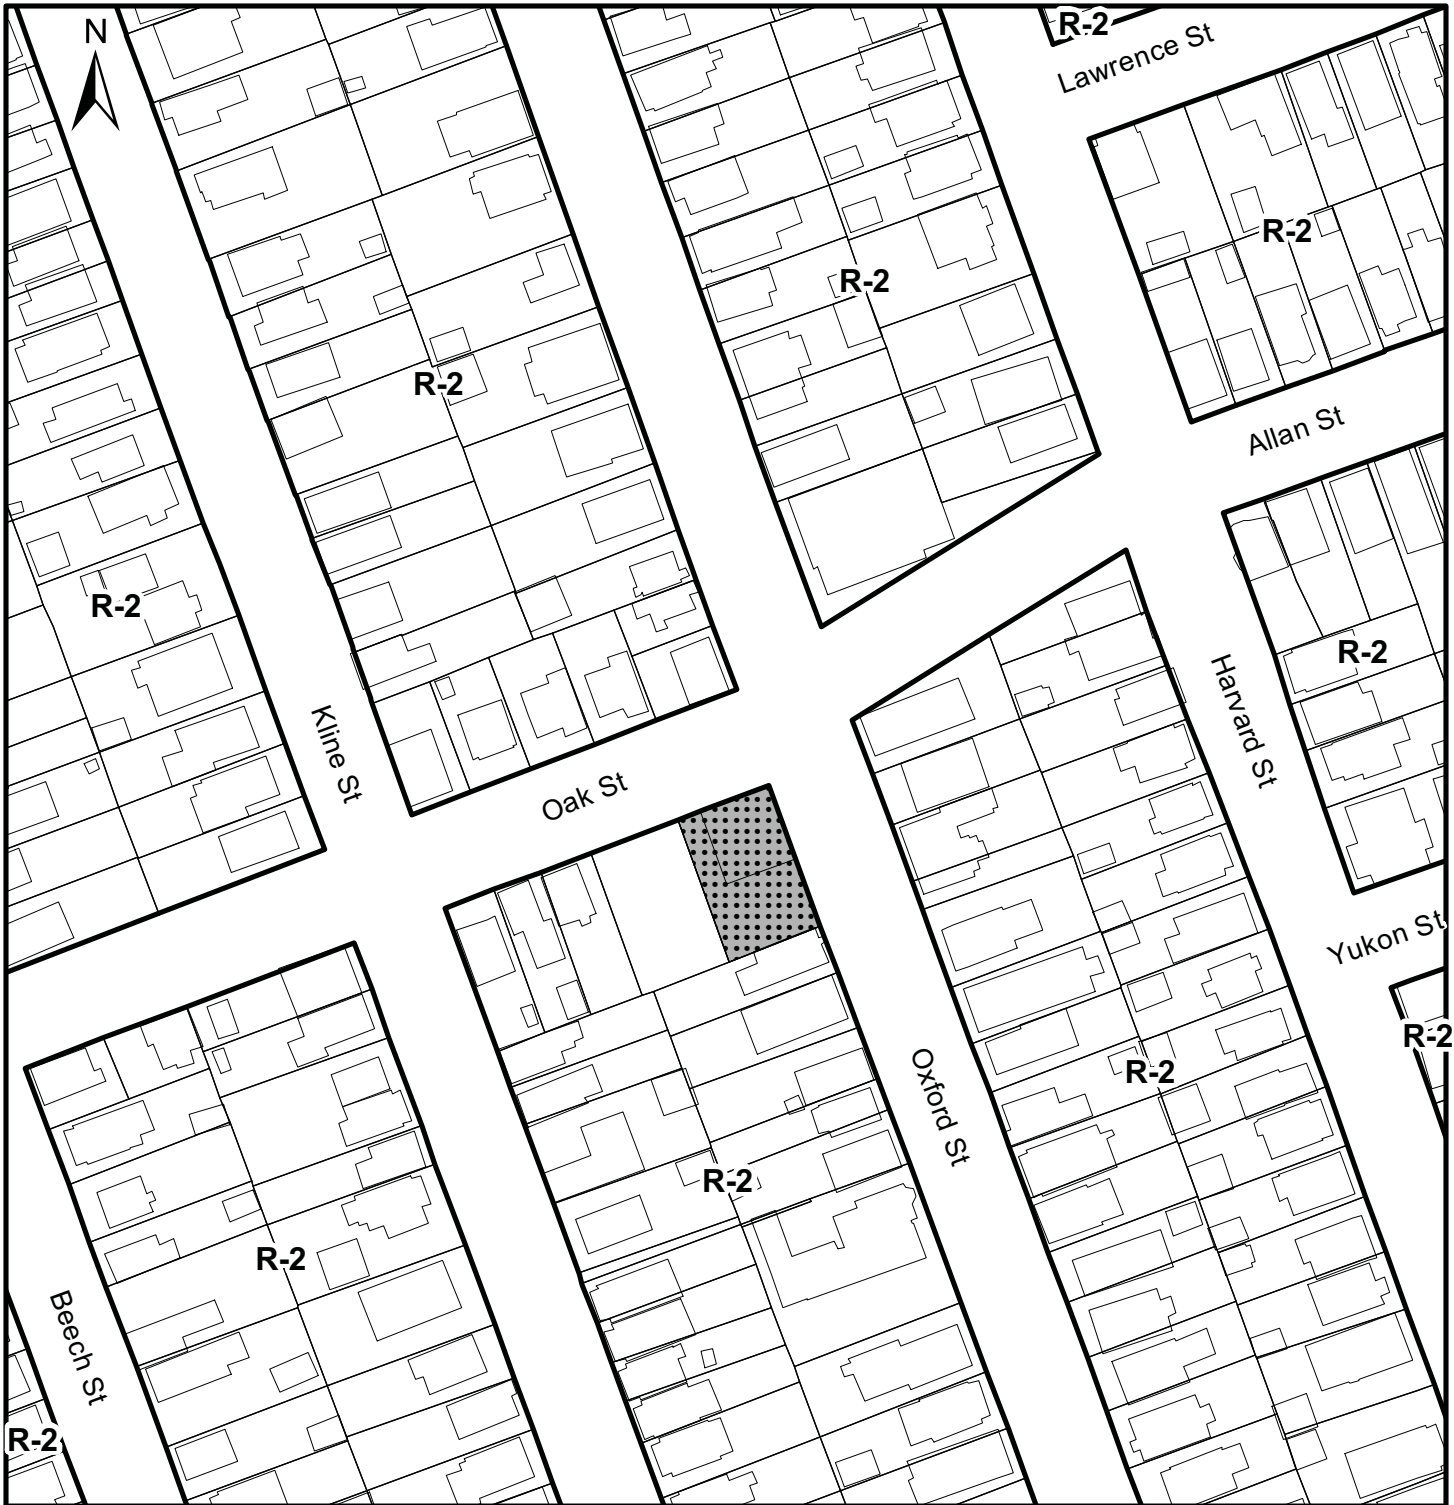 N
R-2
Lawrence St
R-2
R-2
R-2
Allan St
R-2
R-2
Harvard St
Kline St
Oak St
Yukon St
R-2
R-2
Oxford St
R-2
R-2
Beech St
R-2